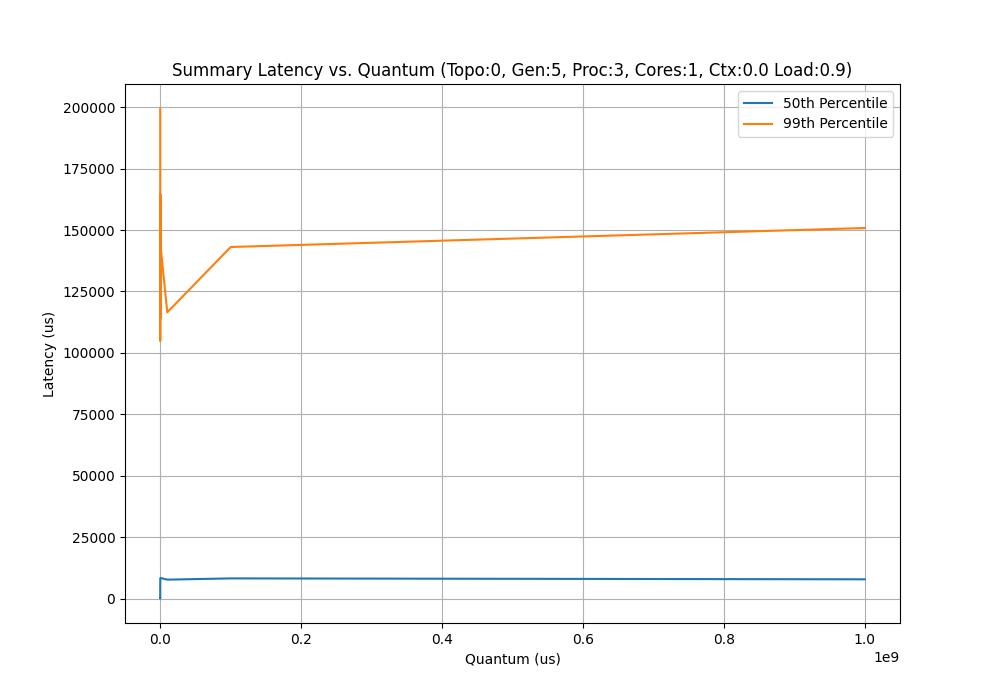 Summary Latency vs. Quantum (Topo:0, Gen:5, Proc:3, Cores:1, Ctx:0.0 Load:0.9)
50th Percentile
99th Percentile
200000
175000
150000
125000
100000
75000
50000
25000
0
Latency (us)
0.0 0.2 0.4 0.6 0.8 1.0
1e9
Quantum (us)